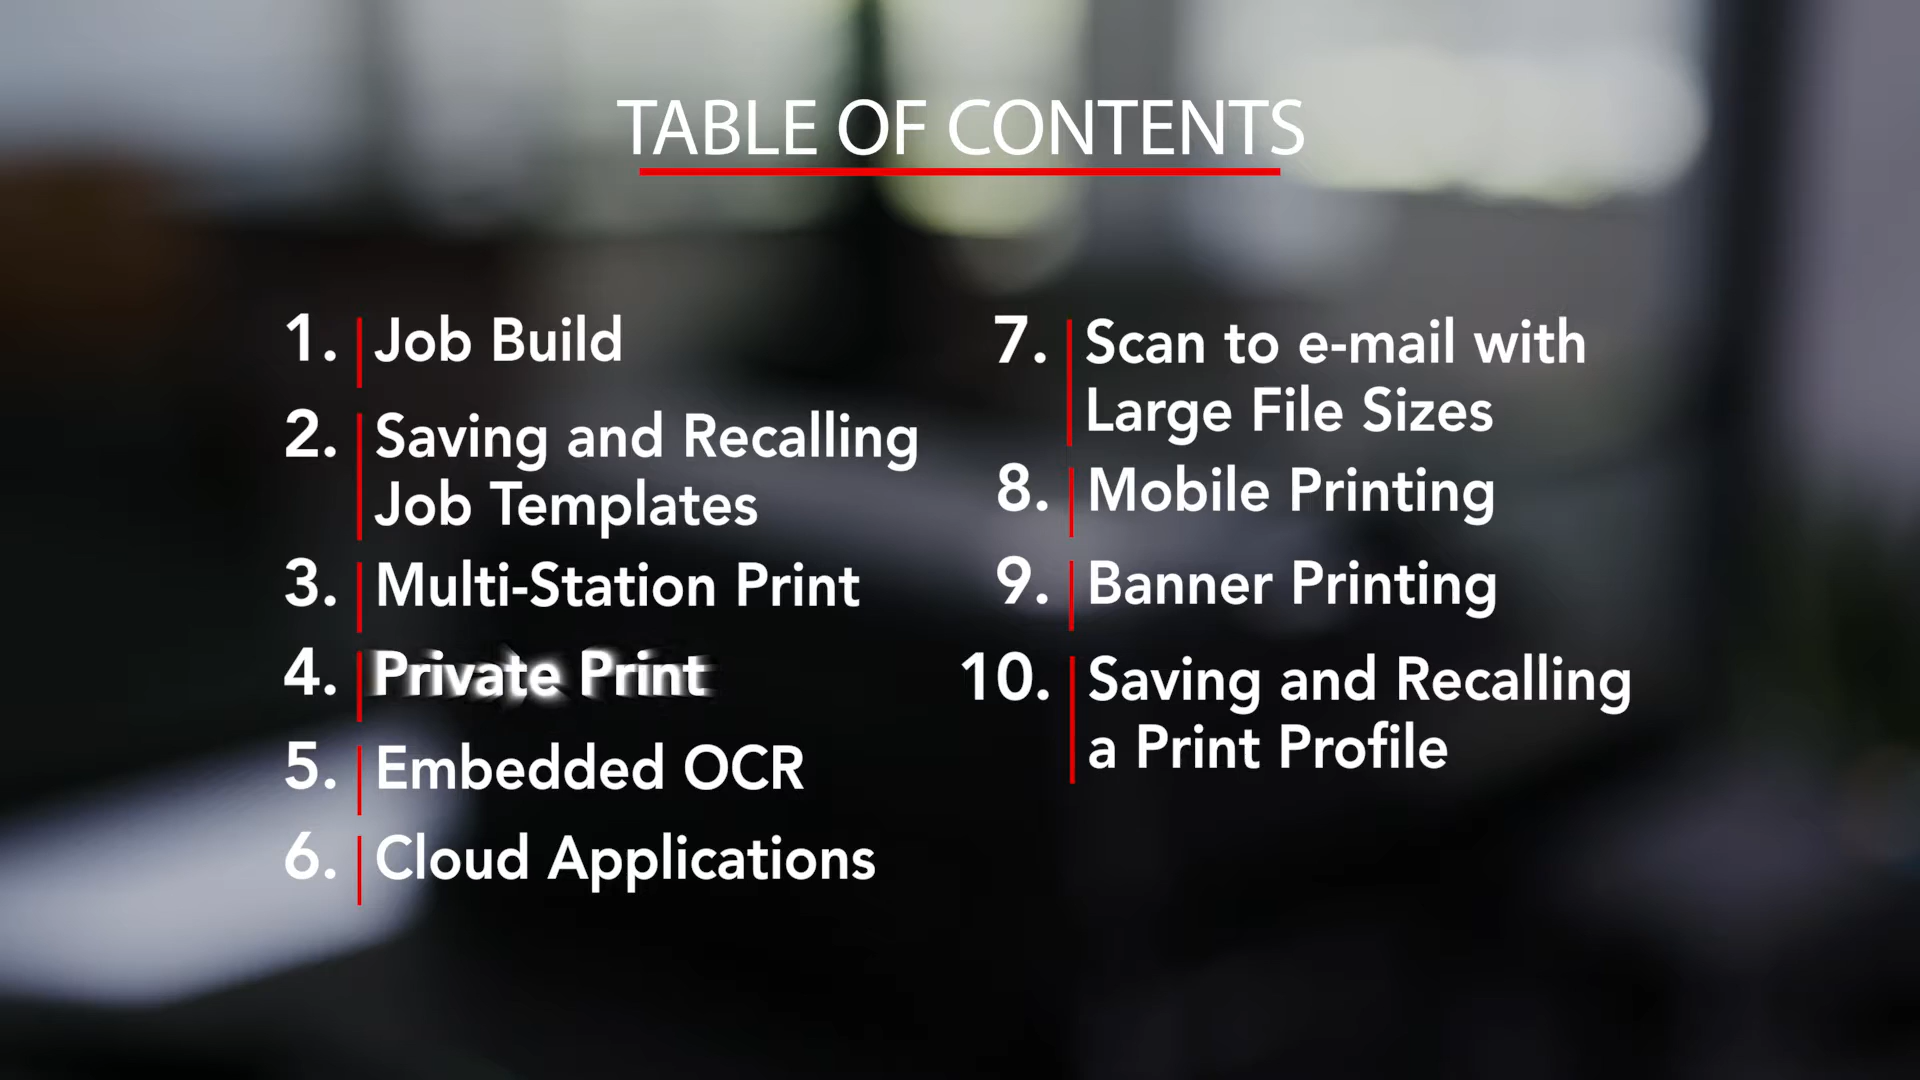 TABLE OF CONTENTS
1. Job Build
2. Saving and Recalling
Job Templates
3. Multi-Station Print
4. Private Print
5. Embedded OCR
6. Cloud Applications
7. Scan to e-mail with
Large File Sizes
8. Mobile Printing
9. Banner Printing
10. Saving and Recalling
a Print Profile